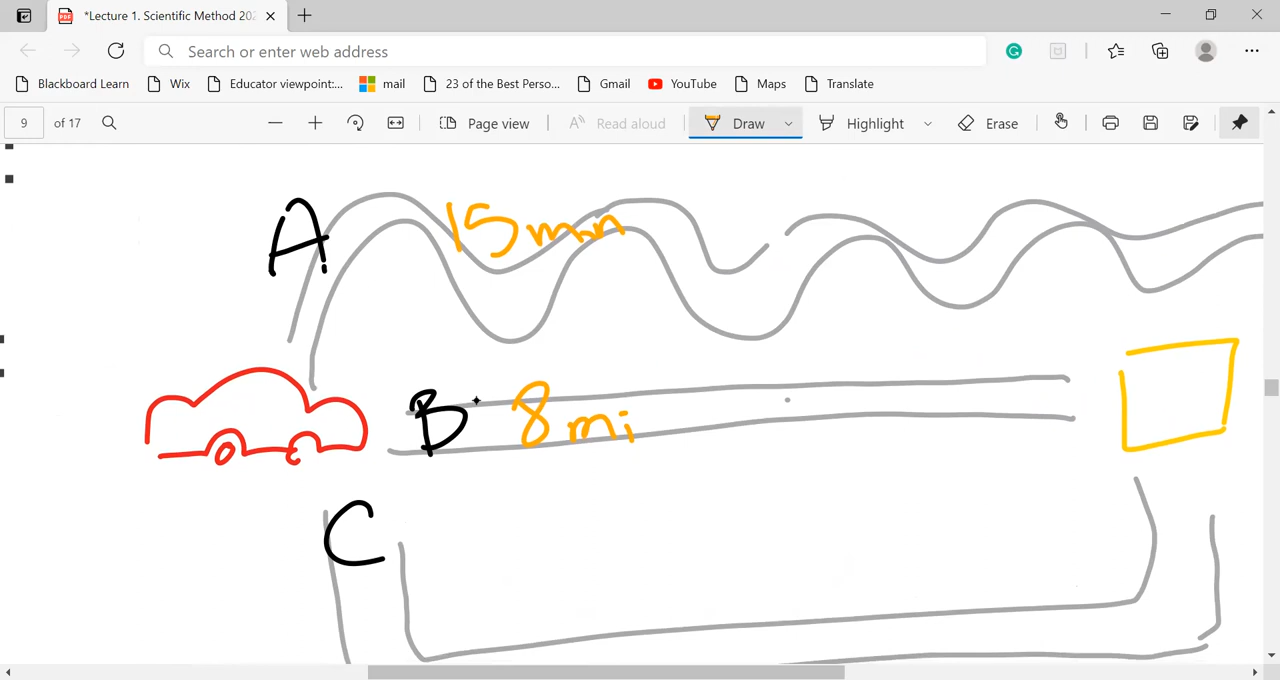 *Lecture 1. Scientific Method 202
Search or enter web address
Blackboard Learn Wix Educator viewpoint:... mail 23 of the Best Perso... Gmail YouTube Maps Translate
9 of 17 Page view Read aloud Draw Highlight Erase
A 15 min
B 8 mi
C